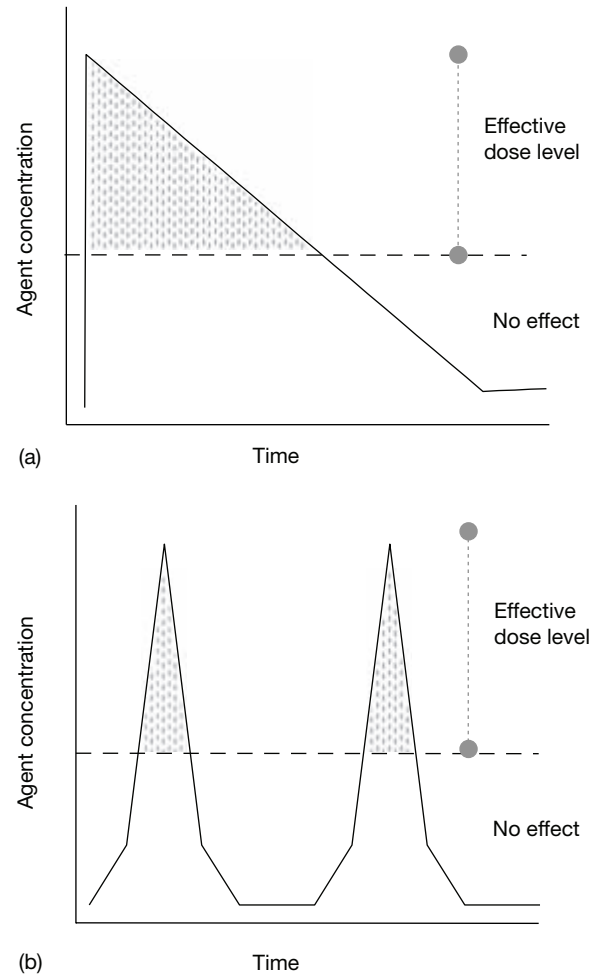 Agent concentration
Effective
dose level
No effect
(a)
Time
Agent concentration
Effective
dose level
No effect
(b)
Time